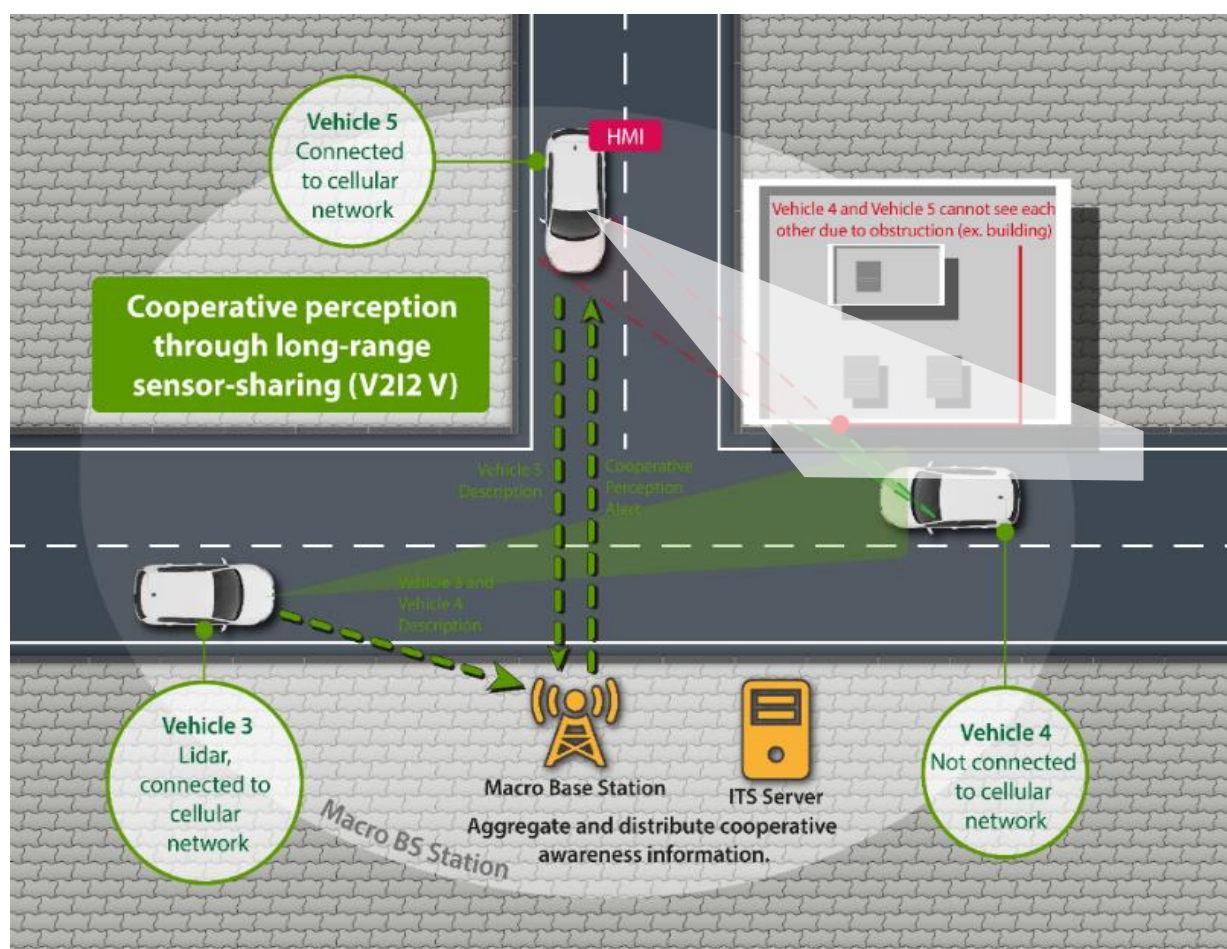 Vehicle 5
Connected
to cellular
network
HMI
Vehicle 4 and Vehicle 5 cannot see each
other due to obstruction (ex. building)
Cooperative perception
through long-range
sensor-sharing (V2I2 V)
Vehicle 5
Description
Cooperative
Perception
Alert
Vehicle 3 and
Vehicle 4
Description
Vehicle 3
Lidar,
connected to
cellular
network
Macro Base Station
ITS Server
Aggregate and distribute cooperative
awareness information.
Macro BS Station
Vehicle 4
Not connected
to cellular
network